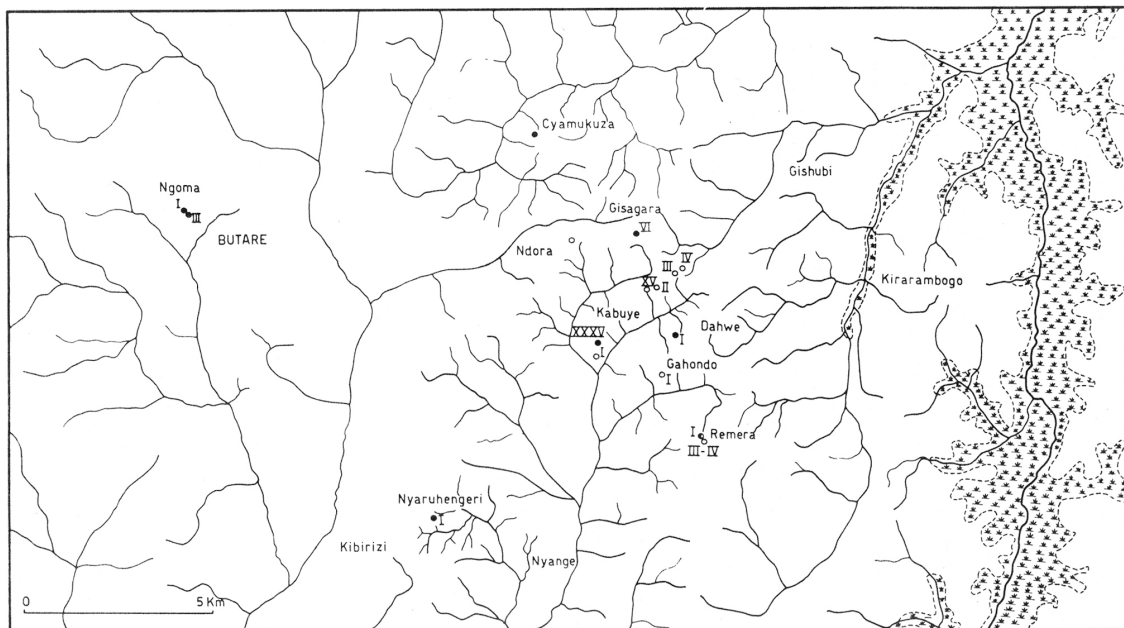 Cyamukuza
Gishubi
Ngoma
I
III
BUTARE
Gisagara
VI
Ndora
IV
III
XV
II
Kirarambogo
Kabuye
Dahwe
XXXV
I
I
Gahondo
I
I Remera
III-IV
Nyaruhengeri
I
Kibirizi
Nyange
0 5 Km